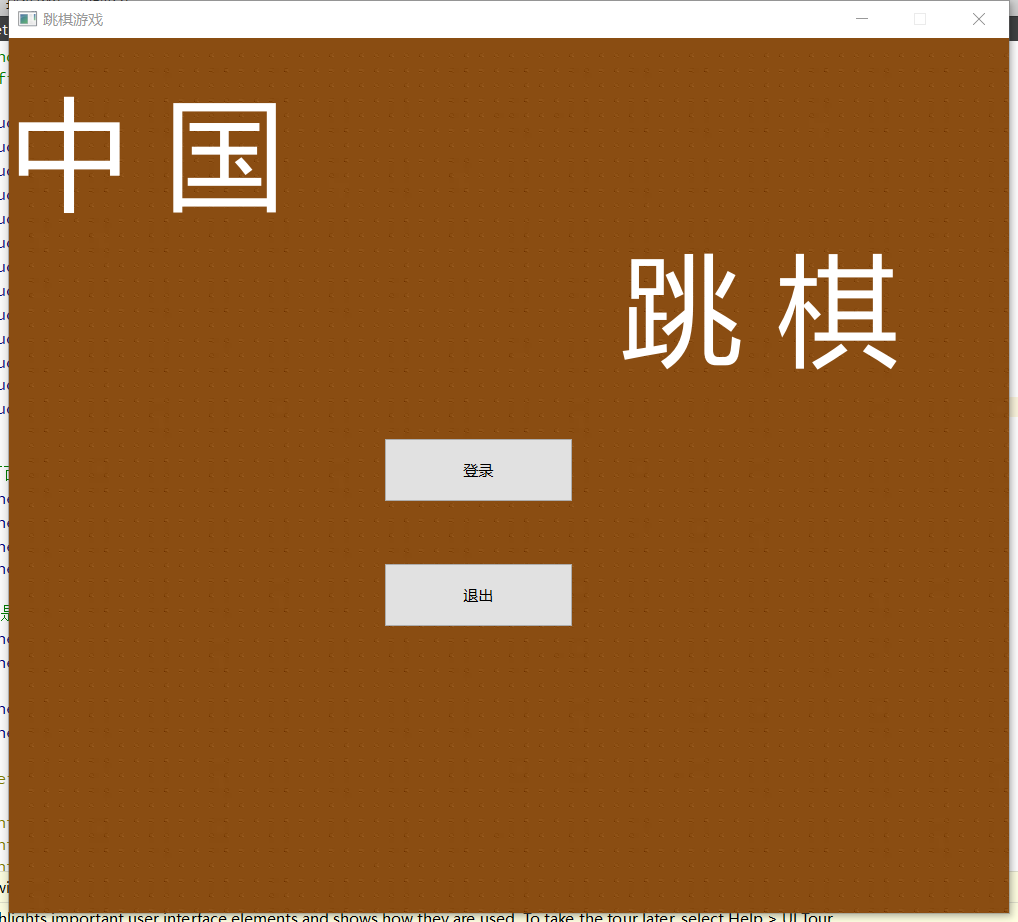 跳棋游戏
中 国
跳 棋
登录
退出
hlights important user interface elements and shows how they are used. To take the tour later, select Help > UI Tour.